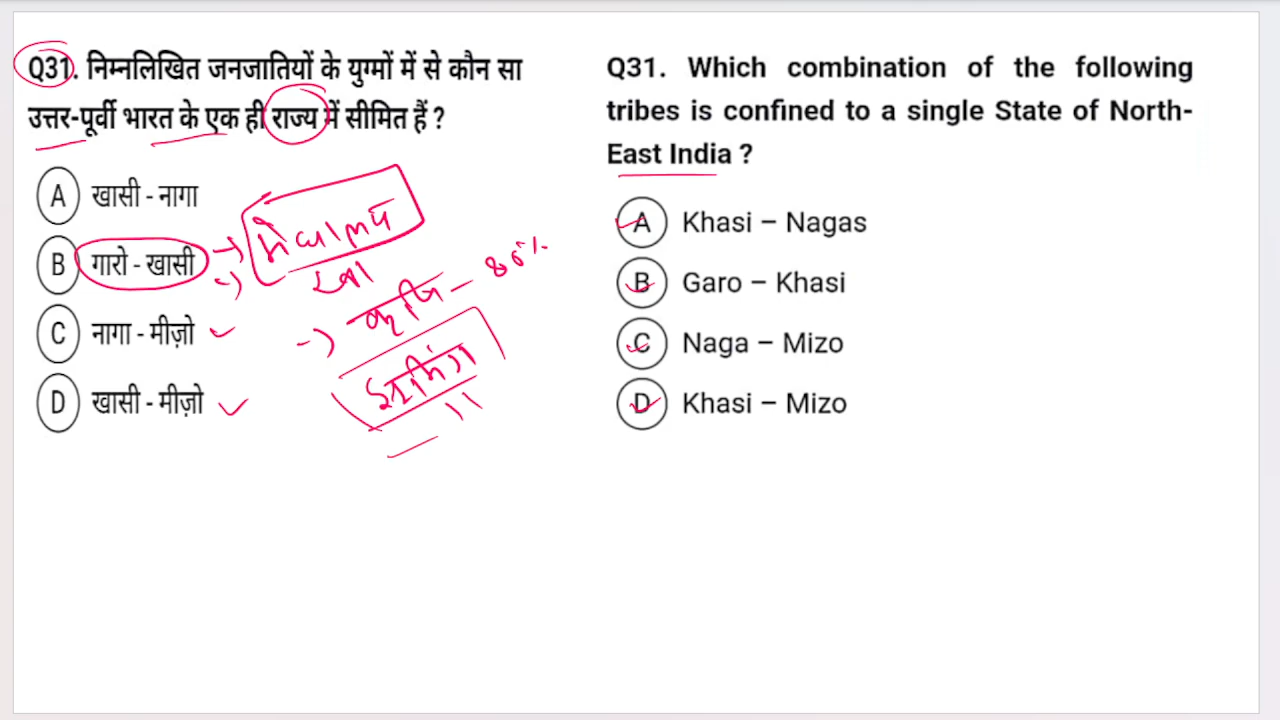 Q31. निम्नलिखित जनजातियों के युग्मों में से कौन सा
उत्तर-पूर्वी भारत के एक ही राज्य में सीमित हैं ?
A खासी - नागा
B गारो - खासी
C नागा - मीज़ो
D खासी - मीज़ो
मेघालय
कृषि - 80%
Q31. Which combination of the following
tribes is confined to a single State of North-
East India ?
A Khasi – Nagas
B Garo – Khasi
C Naga – Mizo
D Khasi – Mizo